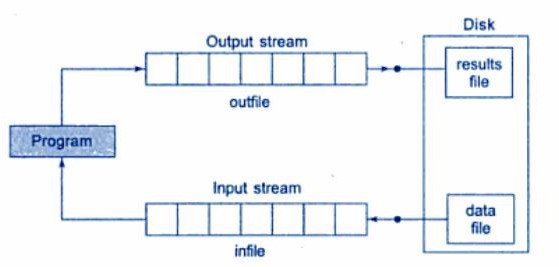 Disk
Output stream
results
file
outfile
Program
Input stream
data
file
infile